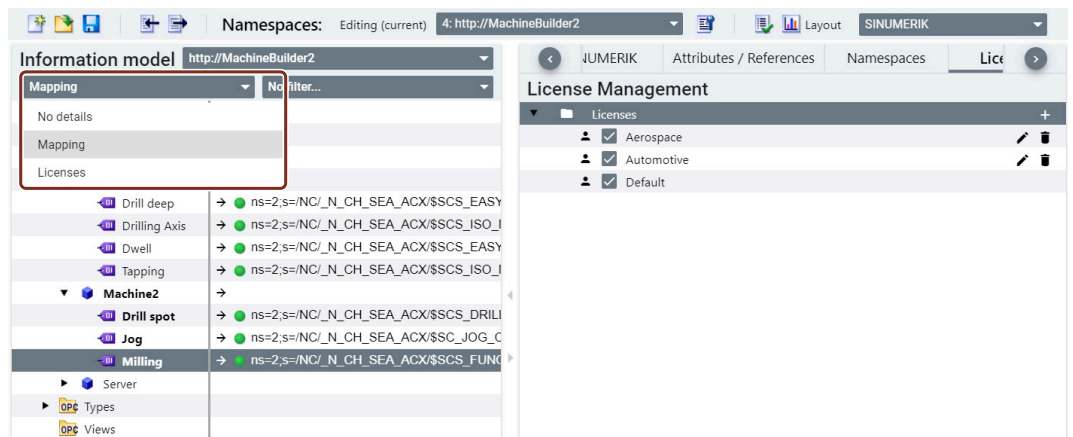 Namespaces: Editing (current) 4: http://MachineBuilder2 Layout SINUMERIK
Information model http://MachineBuilder2
Mapping No filter...
No details
Mapping
Licenses
Drill deep → ns=2;s=/NC/_N_CH_SEA_ACX/$SCS_EASY
Drilling Axis → ns=2;s=/NC/_N_CH_SEA_ACX/$SCS_ISO_
Dwell → ns=2;s=/NC/_N_CH_SEA_ACX/$SCS_EASY
Tapping → ns=2;s=/NC/_N_CH_SEA_ACX/$SCS_ISO_
Machine2 →
Drill spot → ns=2;s=/NC/_N_CH_SEA_ACX/$SCS_DRILL
Jog → ns=2;s=/NC/_N_CH_SEA_ACX/$SC_JOG_C
Milling → ns=2;s=/NC/_N_CH_SEA_ACX/$SCS_FUNC
Server
OPC Types
OPC Views
NUMERIK Attributes / References Namespaces Lice
License Management
Licenses +
Aerospace
Automotive
Default